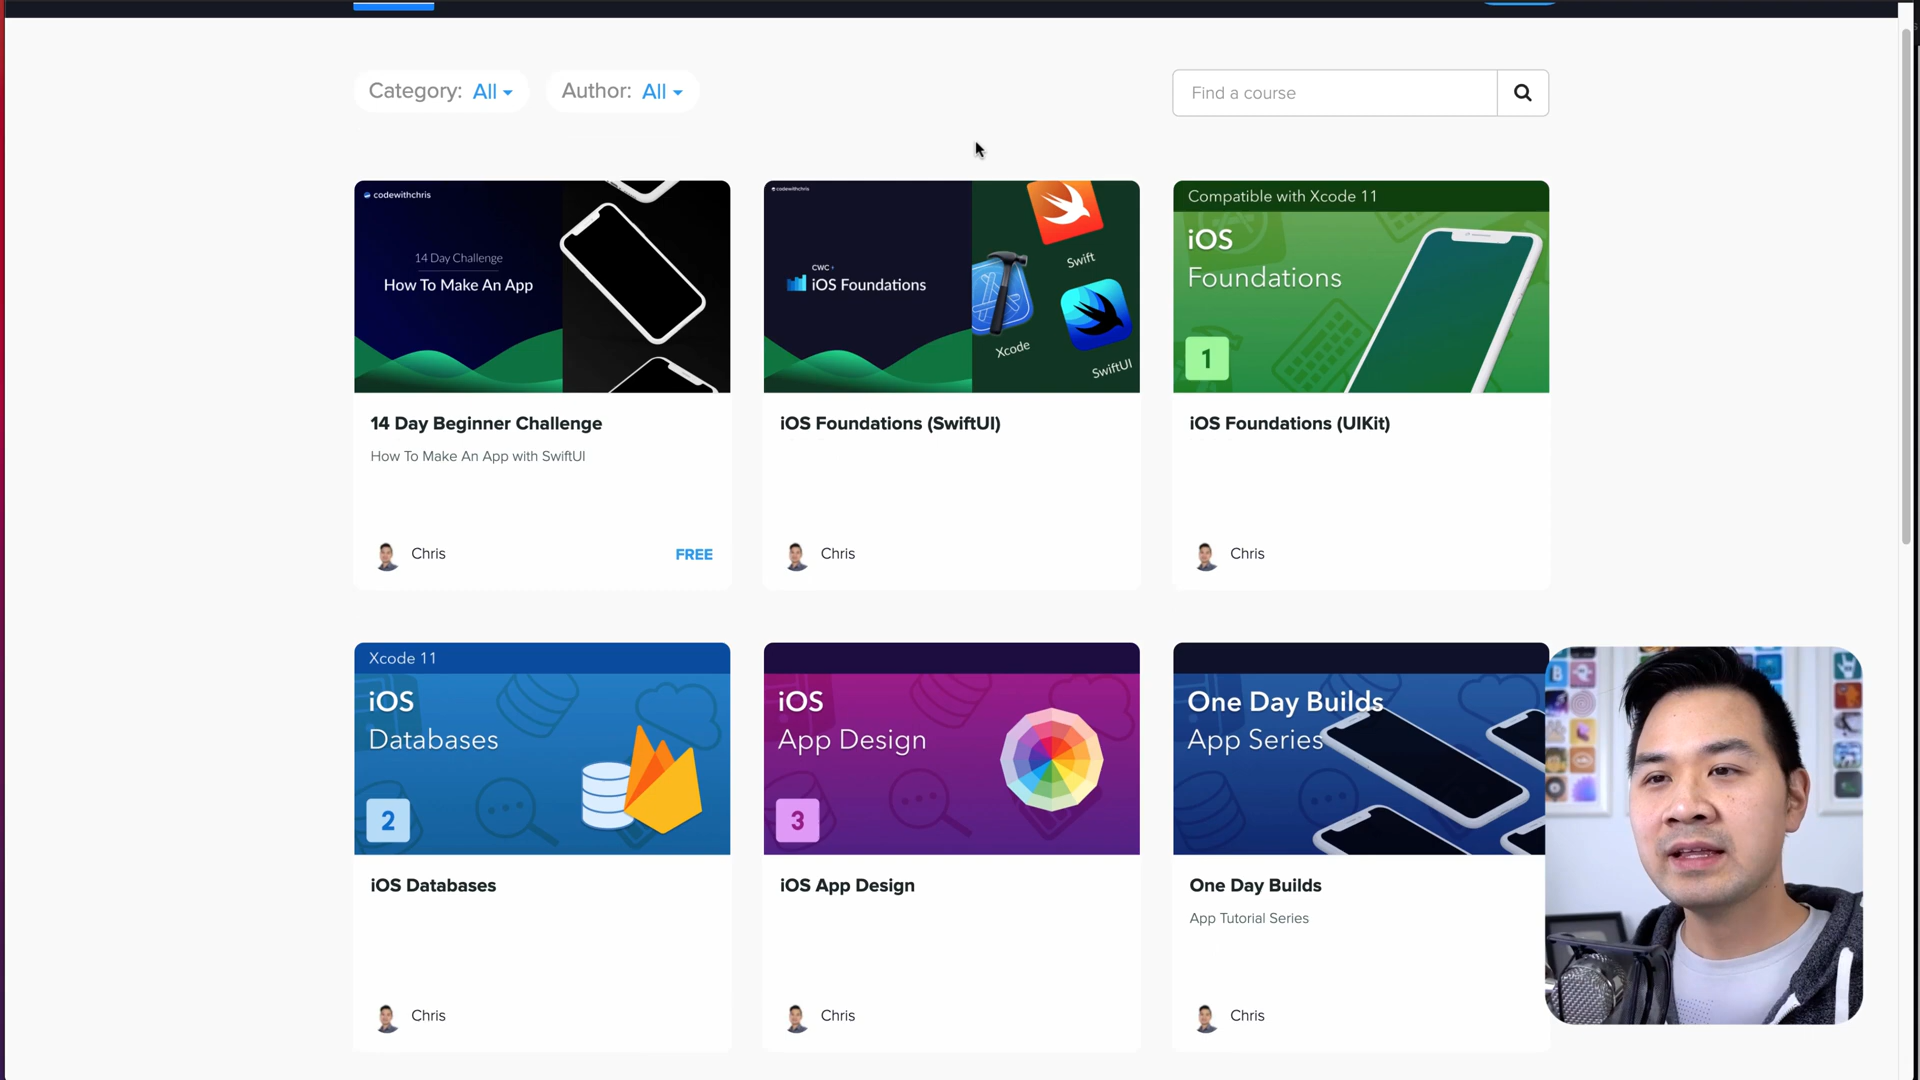 Category: All
Author: All
Find a course
codewithchris
14 Day Challenge
How To Make An App
14 Day Beginner Challenge
How To Make An App with SwiftUI
Chris
FREE
codewithchris
CWC+
iOS Foundations
Swift
Xcode
SwiftUI
iOS Foundations (SwiftUI)
Chris
Compatible with Xcode 11
iOS
Foundations
1
iOS Foundations (UIKit)
Chris
Xcode 11
iOS
Databases
2
iOS Databases
Chris
iOS
App Design
3
iOS App Design
Chris
One Day Builds
App Series
One Day Builds
App Tutorial Series
Chris